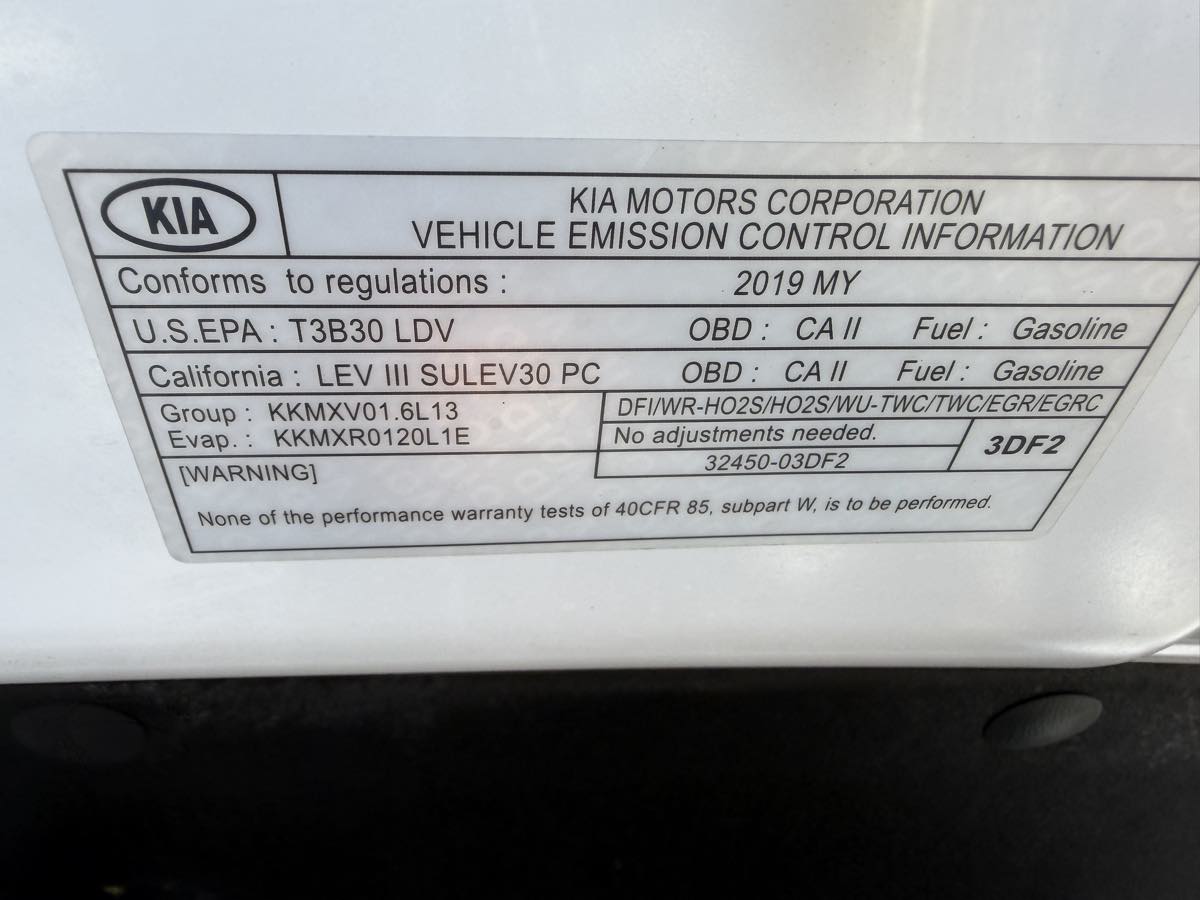 KIA
KIA MOTORS CORPORATION
VEHICLE EMISSION CONTROL INFORMATION
Conforms to regulations : 2019 MY
U.S.EPA : T3B30 LDV OBD : CA II Fuel : Gasoline
California : LEV III SULEV30 PC OBD : CA II Fuel : Gasoline
Group : KKMXV01.6L13
Evap. : KKMXR0120L1E
DFI/WR-HO2S/HO2S/WU-TWC/TWC/EGR/EGRC
No adjustments needed.
32450-03DF2
3DF2
[WARNING]
None of the performance warranty tests of 40CFR 85, subpart W, is to be performed.